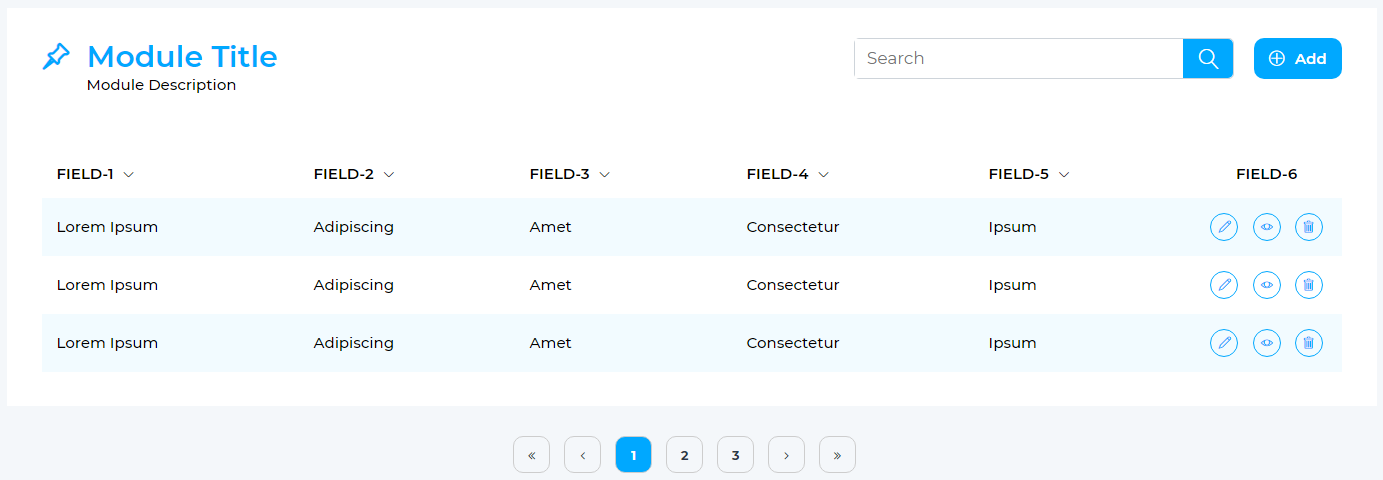 Module Title
Module Description
Search
Add
FIELD-1 FIELD-2 FIELD-3 FIELD-4 FIELD-5 FIELD-6
Lorem Ipsum Adipiscing Amet Consectetur Ipsum
Lorem Ipsum Adipiscing Amet Consectetur Ipsum
Lorem Ipsum Adipiscing Amet Consectetur Ipsum
« ‹ 1 2 3 › »